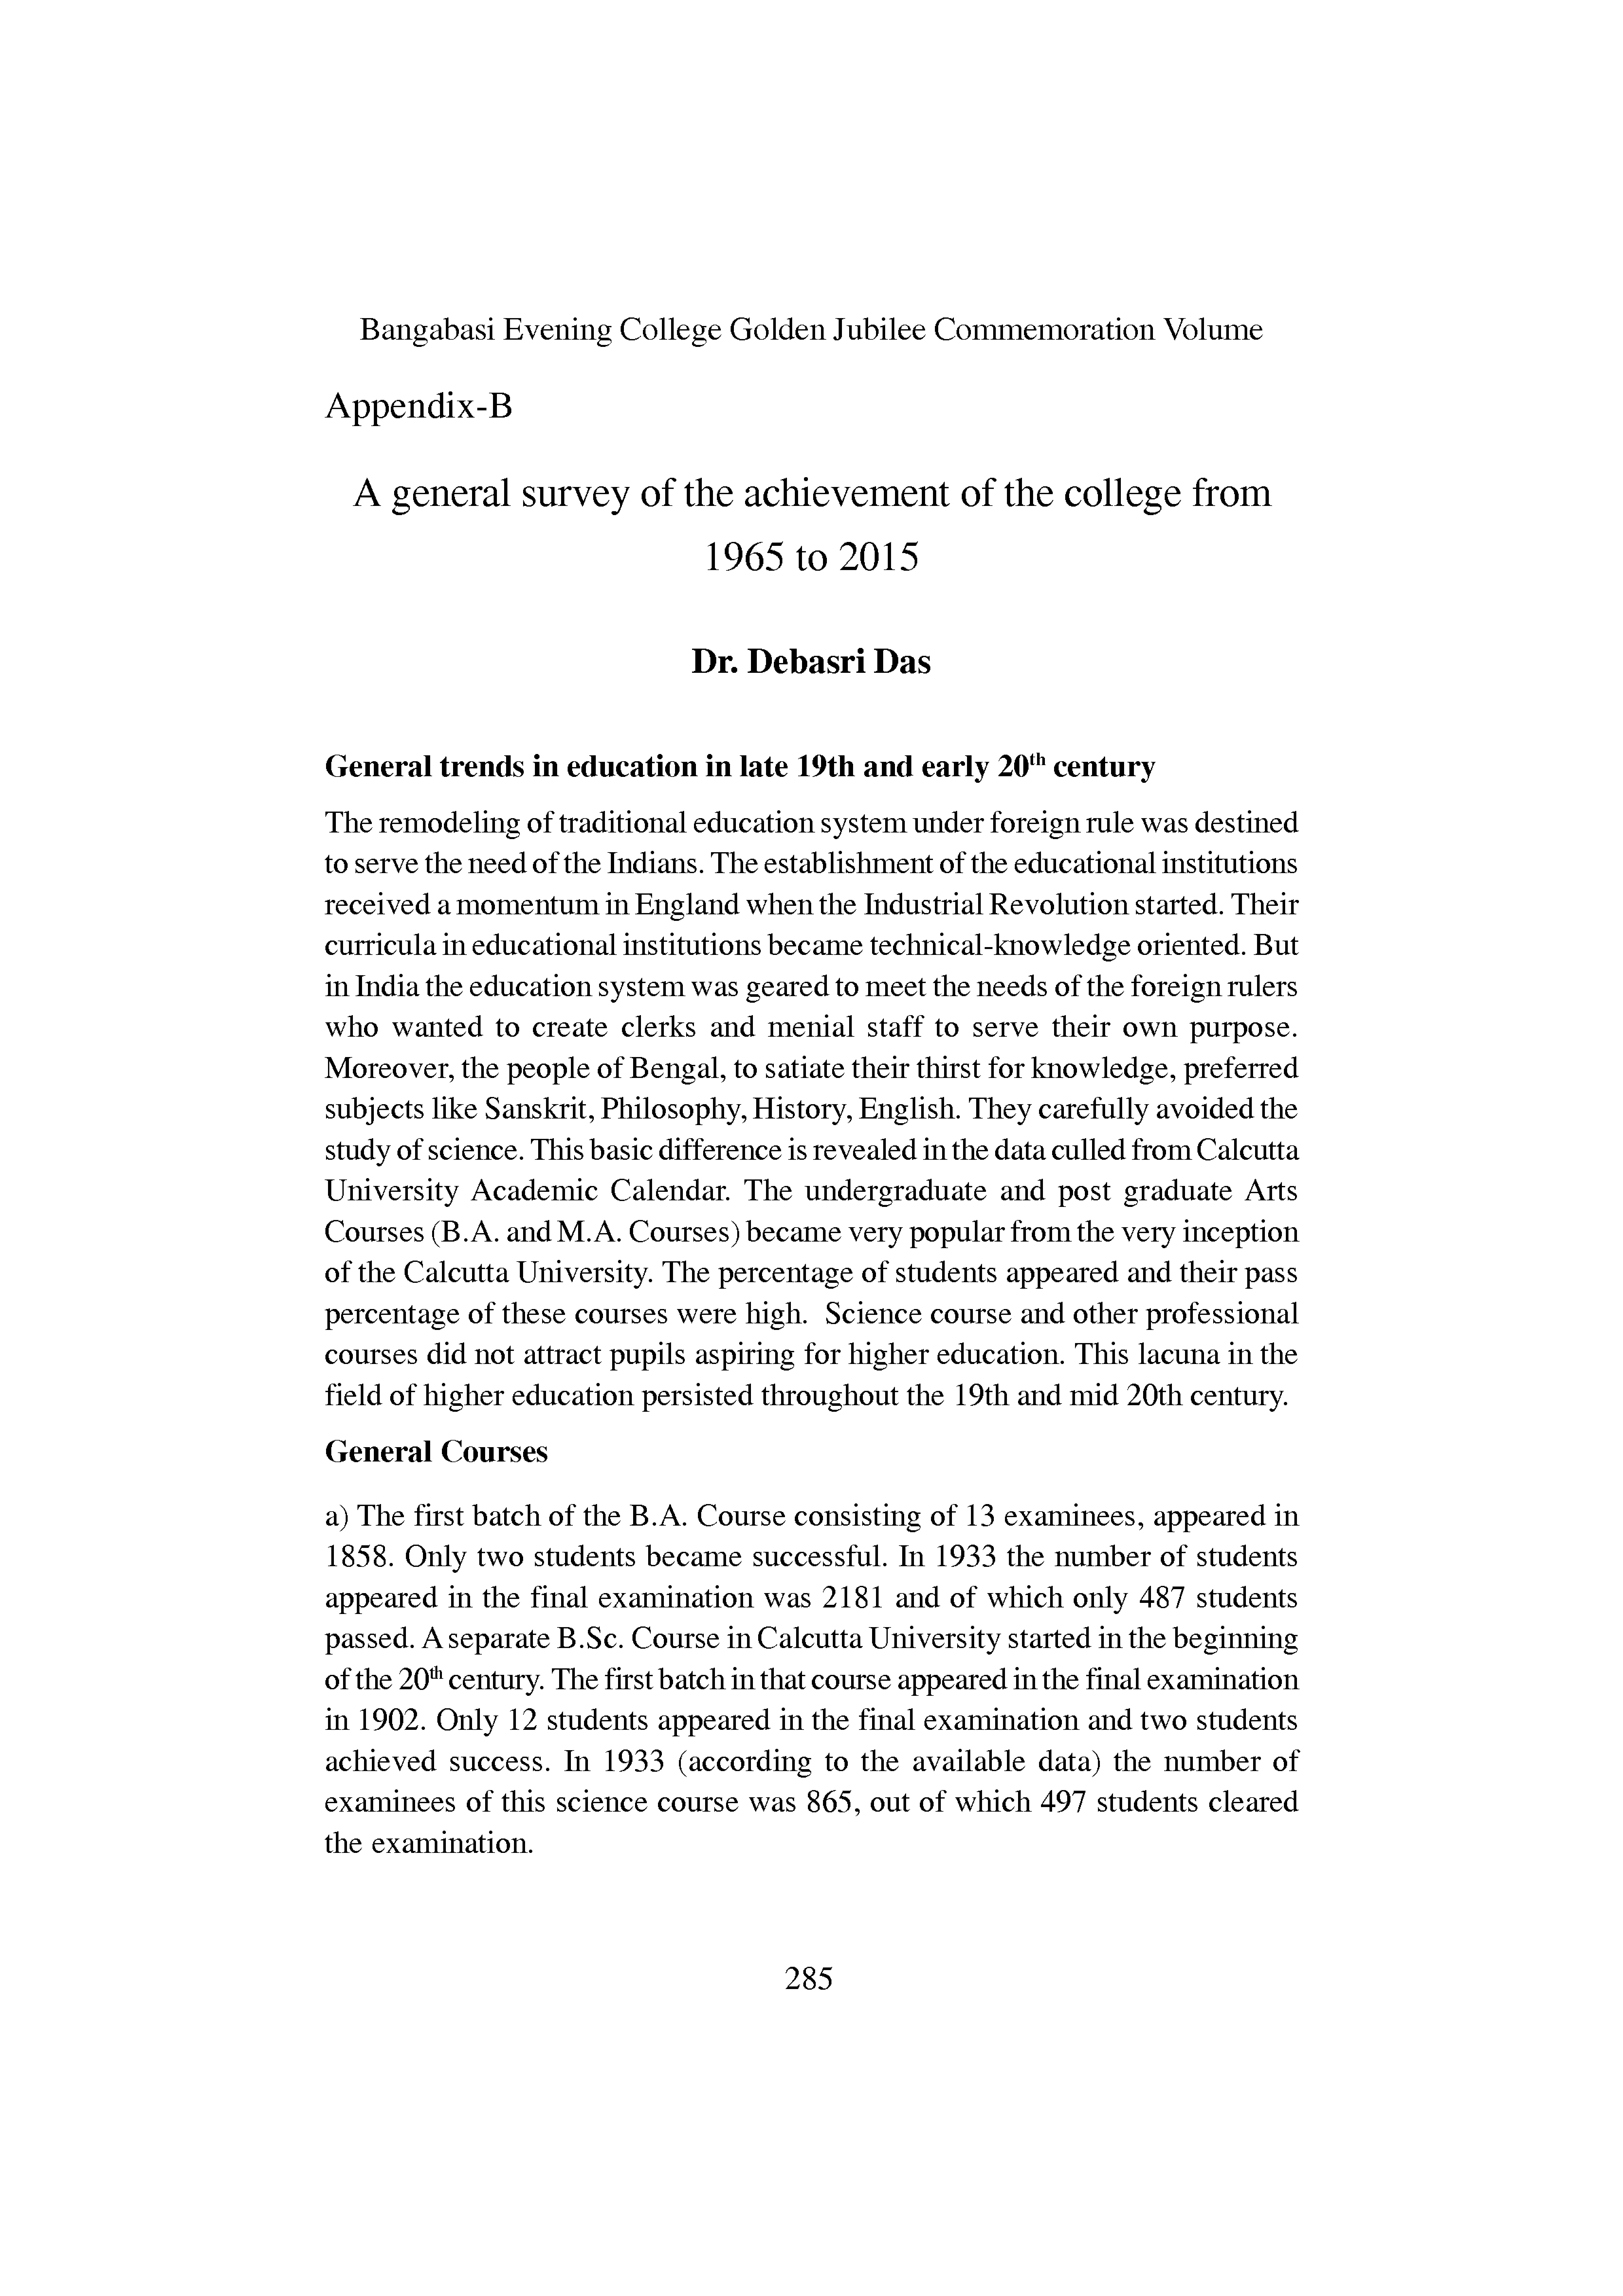 Bangabasi Evening College Golden Jubilee Commemoration Volume
Appendix-B
A general survey of the achievement of the college from
1965 to 2015
Dr. Debasri Das
General trends in education in late 19th and early 20th century
The remodeling of traditional education system under foreign rule was destined
to serve the need of the Indians. The establishment of the educational institutions
received a momentum in England when the Industrial Revolution started. Their
curricula in educational institutions became technical-knowledge oriented. But
in India the education system was geared to meet the needs of the foreign rulers
who wanted to create clerks and menial staff to serve their own purpose.
Moreover, the people of Bengal, to satiate their thirst for knowledge, preferred
subjects like Sanskrit, Philosophy, History, English. They carefully avoided the
study of science. This basic difference is revealed in the data culled from Calcutta
University Academic Calendar. The undergraduate and post graduate Arts
Courses (B.A. and M.A. Courses) became very popular from the very inception
of the Calcutta University. The percentage of students appeared and their pass
percentage of these courses were high. Science course and other professional
courses did not attract pupils aspiring for higher education. This lacuna in the
field of higher education persisted throughout the 19th and mid 20th century.
General Courses
a) The first batch of the B.A. Course consisting of 13 examinees, appeared in
1858. Only two students became successful. In 1933 the number of students
appeared in the final examination was 2181 and of which only 487 students
passed. A separate B.Sc. Course in Calcutta University started in the beginning
of the 20th century. The first batch in that course appeared in the final examination
in 1902. Only 12 students appeared in the final examination and two students
achieved success. In 1933 (according to the available data) the number of
examinees of this science course was 865, out of which 497 students cleared
the examination.
285